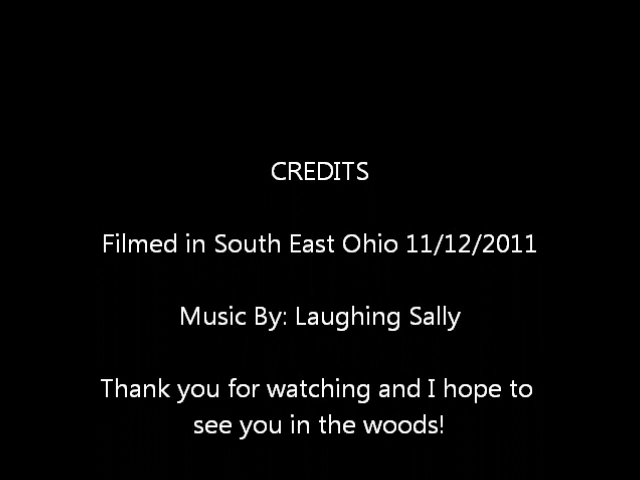 CREDITS
Filmed in South East Ohio 11/12/2011
Music By: Laughing Sally
Thank you for watching and I hope to
see you in the woods!